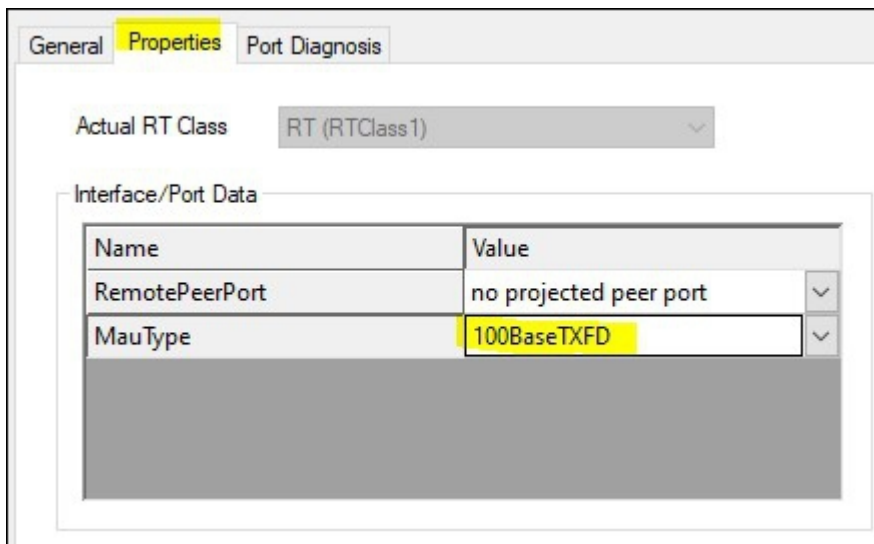 General Properties Port Diagnosis
Actual RT Class RT (RTClass1)
Interface/Port Data
Name Value
RemotePeerPort no projected peer port
MauType 100BaseTXFD